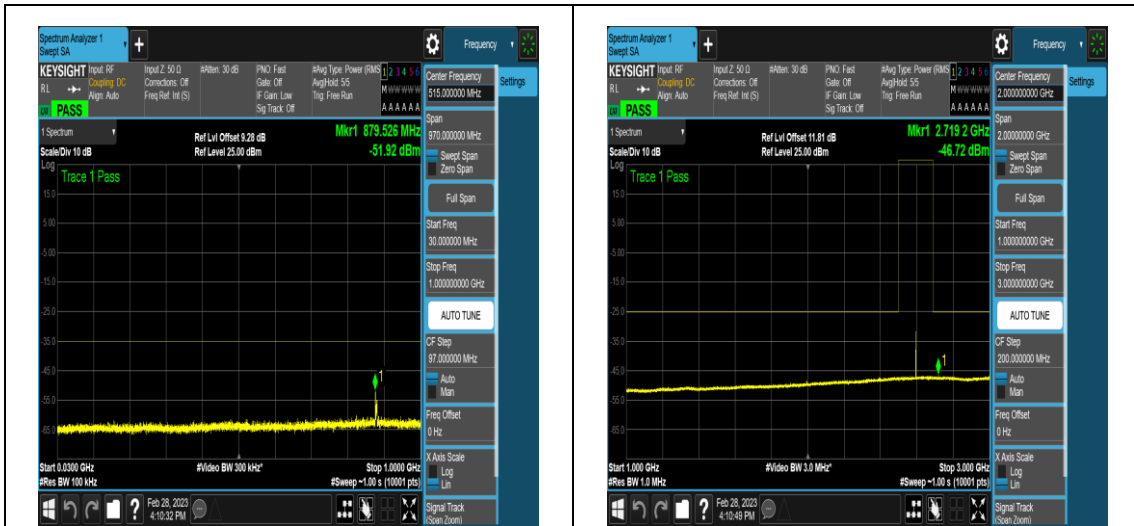 Spectrum Analyzer 1
Swept SA
+
Frequency
KEYSIGHT
RL
Input: RF
Coupling: DC
Align: Auto
Input Z: 50 Ω
Corrections: Off
Freq Ref: Int (S)
#Atten: 30 dB
PNO: Fast
Gate: Off
IF Gain: Low
Sig Track: Off
#Avg Type: Power (RMS
Avg|Hold: 5/5
Trig: Free Run
1 2 3 4 5 6
M W W W W W
A A A A A A
PASS
1 Spectrum
Scale/Div 10 dB
Ref Lvl Offset 9.28 dB
Ref Level 25.00 dBm
Mkr1 879.526 MHz
-51.92 dBm
Log
Trace 1 Pass
15.0
5.00
-5.00
-15.0
-25.0
-35.0
-45.0
-55.0
-65.0
1
Start 0.0300 GHz
#Res BW 100 kHz
#Video BW 300 kHz*
Stop 1.0000 GHz
#Sweep ~1.00 s (10001 pts)
Center Frequency
515.000000 MHz
Settings
Span
970.000000 MHz
Swept Span
Zero Span
Full Span
Start Freq
30.000000 MHz
Stop Freq
1.000000000 GHz
AUTO TUNE
CF Step
97.000000 MHz
Auto
Man
Freq Offset
0 Hz
X Axis Scale
Log
Lin
Signal Track
(Span Zoom)
?
Feb 28, 2023
4:10:32 PM
Spectrum Analyzer 1
Swept SA
+
Frequency
KEYSIGHT
RL
Input: RF
Coupling: DC
Align: Auto
Input Z: 50 Ω
Corrections: Off
Freq Ref: Int (S)
#Atten: 30 dB
PNO: Fast
Gate: Off
IF Gain: Low
Sig Track: Off
#Avg Type: Power (RMS
Avg|Hold: 5/5
Trig: Free Run
1 2 3 4 5 6
M W W W W W
A A A A A A
PASS
1 Spectrum
Scale/Div 10 dB
Ref Lvl Offset 11.81 dB
Ref Level 25.00 dBm
Mkr1 2.719 2 GHz
-46.72 dBm
Log
Trace 1 Pass
15.0
5.00
-5.00
-15.0
-25.0
-35.0
-45.0
-55.0
-65.0
1
Start 1.000 GHz
#Res BW 1.0 MHz
#Video BW 3.0 MHz*
Stop 3.000 GHz
#Sweep ~1.00 s (10001 pts)
Center Frequency
2.000000000 GHz
Settings
Span
2.00000000 GHz
Swept Span
Zero Span
Full Span
Start Freq
1.000000000 GHz
Stop Freq
3.000000000 GHz
AUTO TUNE
CF Step
200.000000 MHz
Auto
Man
Freq Offset
0 Hz
X Axis Scale
Log
Lin
Signal Track
(Span Zoom)
?
Feb 28, 2023
4:10:49 PM